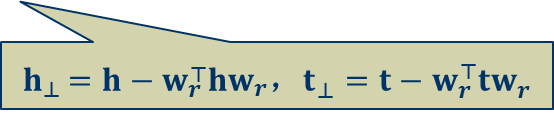 h⊥ = h − wᵣ⊤hwᵣ, t⊥ = t − wᵣ⊤twᵣ